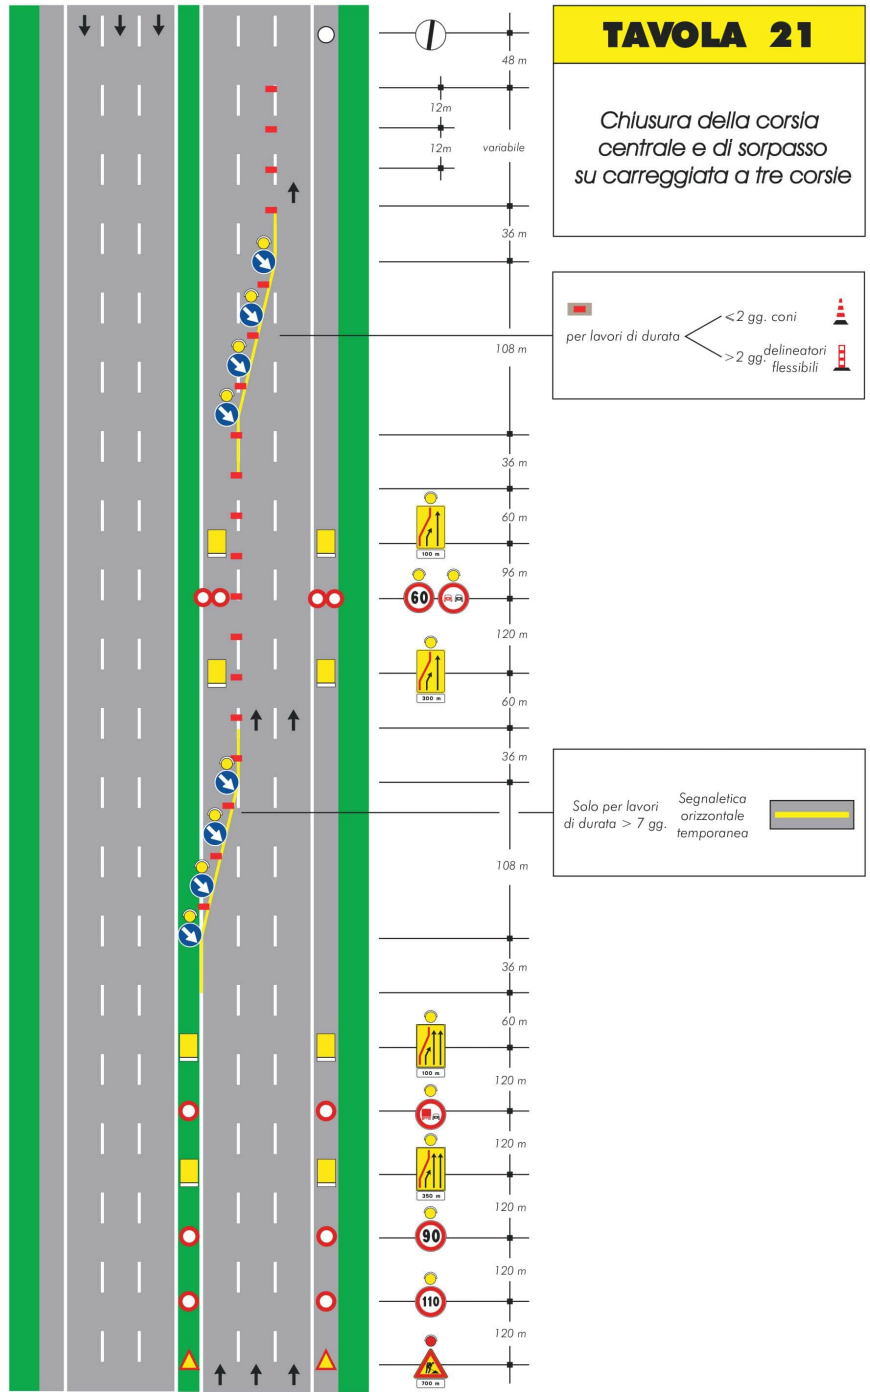 TAVOLA 21
Chiusura della corsia
centrale e di sorpasso
su carreggiata a tre corsie
48 m
12m
12m
variabile
36 m
per lavori di durata
<2 gg. coni
>2 gg. delineatori
flessibili
108 m
36 m
60 m
100 m
96 m
60
120 m
300 m
60 m
36 m
Solo per lavori
di durata > 7 gg.
Segnaletica
orizzontale
temporanea
108 m
36 m
60 m
100 m
120 m
120 m
350 m
120 m
90
120 m
110
120 m
700 m